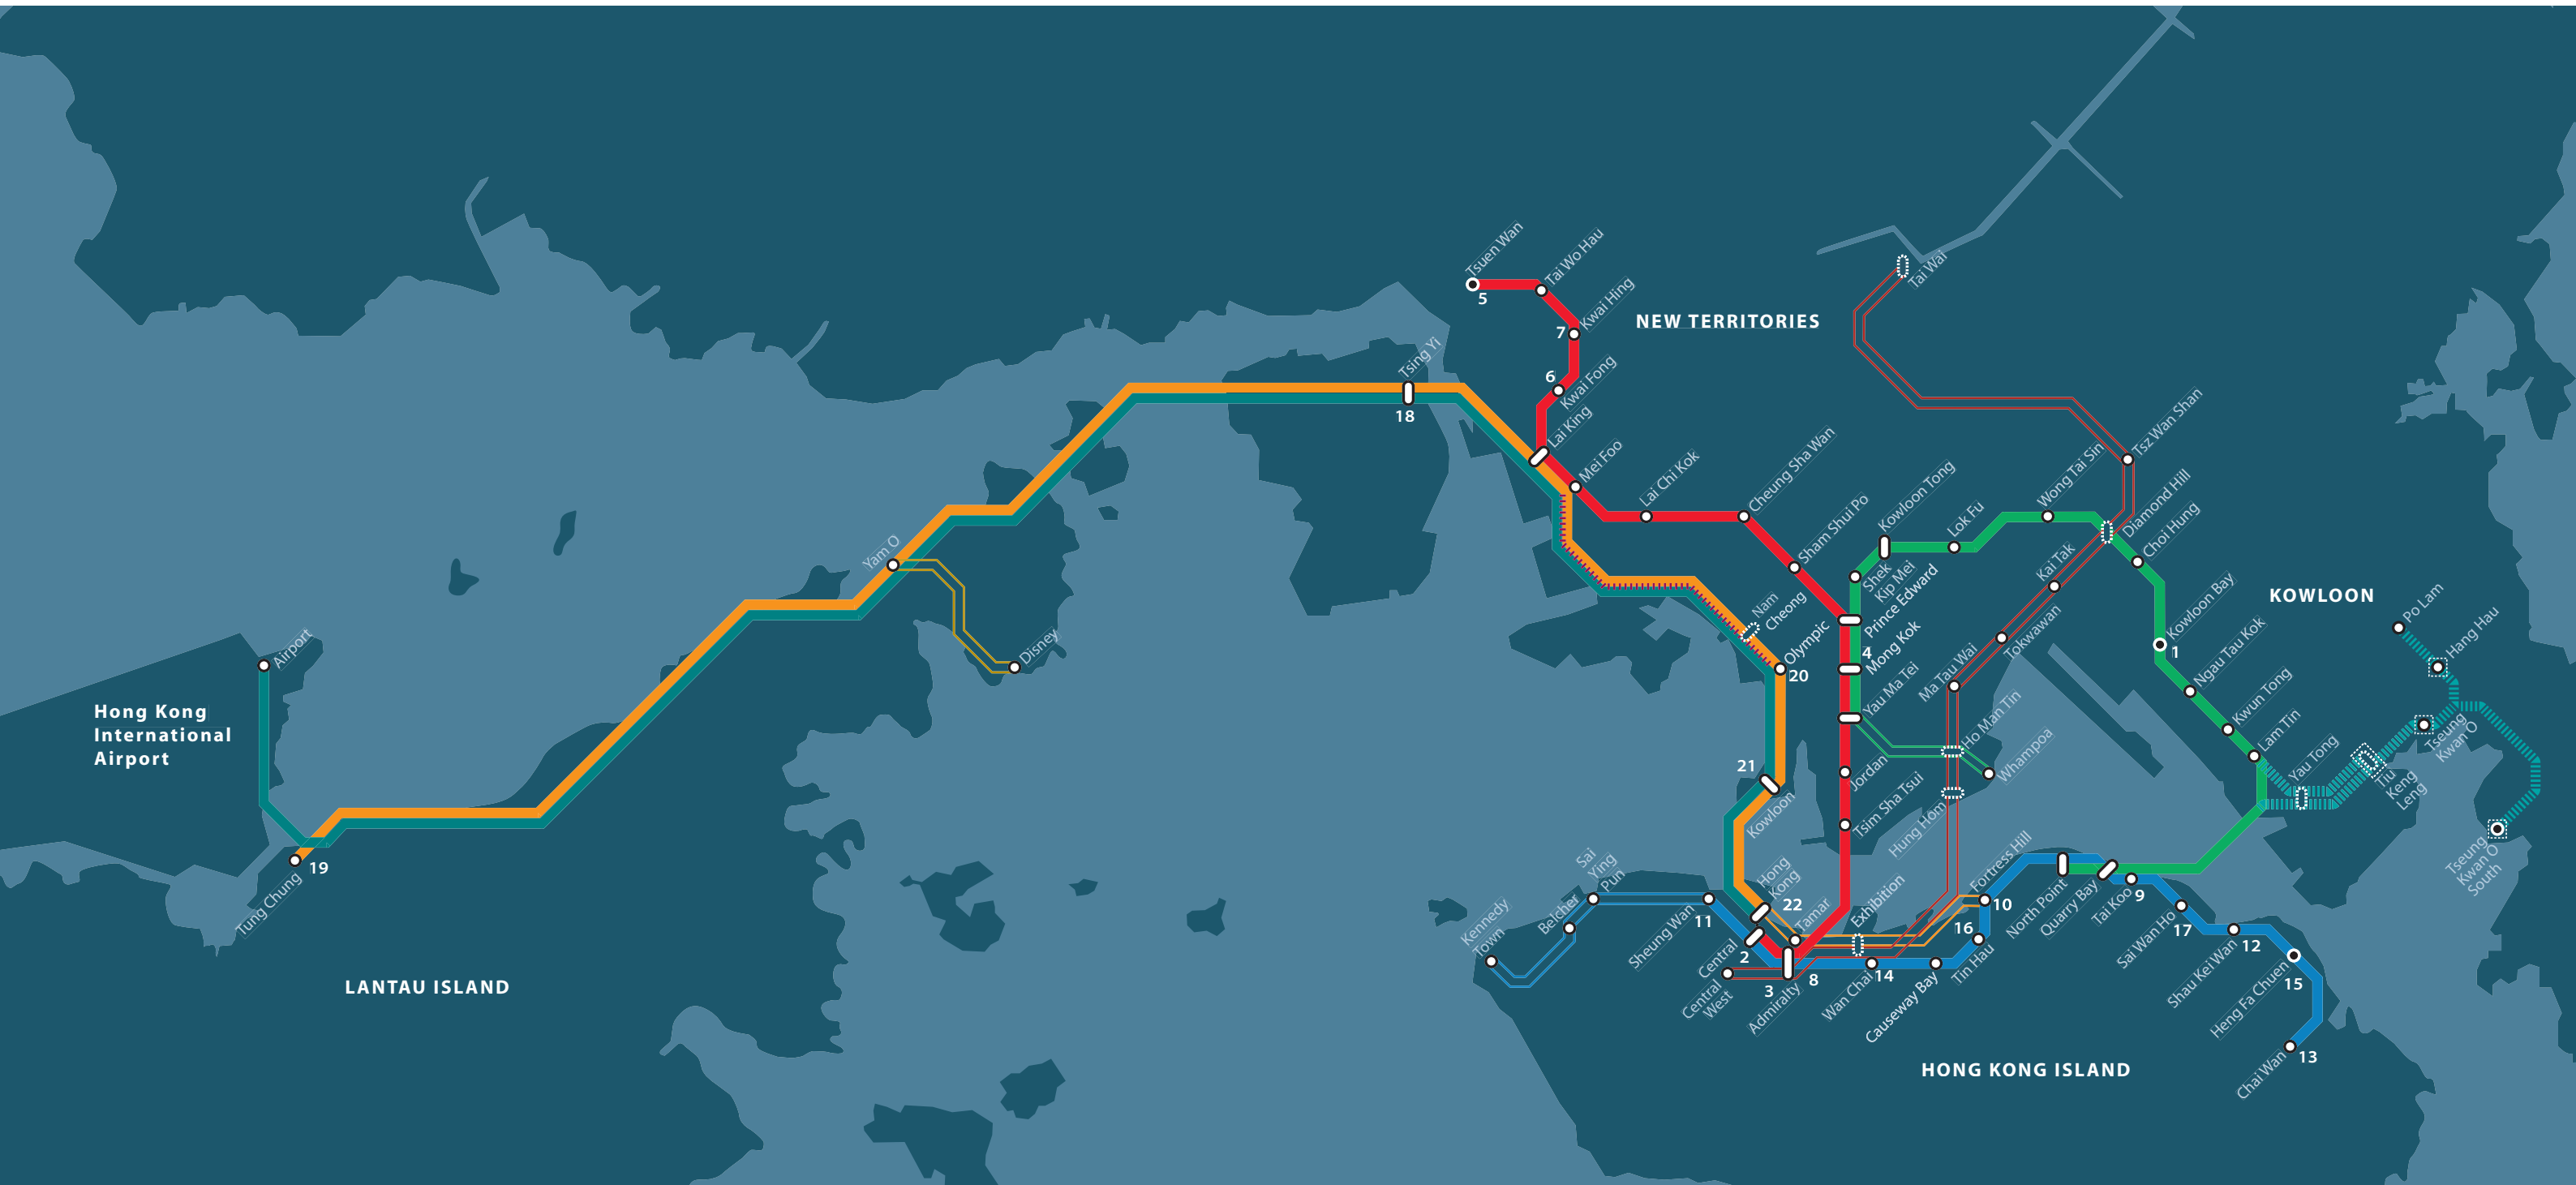 Tsuen Wan
5
Tai Wo Hau
Kwai Hing
7
NEW TERRITORIES
Tai Wai
6
Kwai Fong
Tsing Yi
18
Lai King
Mei Foo
Lai Chi Kok
Cheung Sha Wan
Sham Shui Po
Kowloon Tong
Lok Fu
Wong Tai Sin
Tsz Wan Shan
Diamond Hill
Choi Hung
Yam O
Disney
Shek
Kip Mei
Prince Edward
Kai Tak
Tokwawan
Nam
Cheong
Olympic
20
4
Mong Kok
Yau Ma Tei
Ma Tau Wai
Kowloon Bay
1
KOWLOON
Ngau Tau Kok
Kwun Tong
Lam Tin
Po Lam
Hang Hau
Airport
Hong Kong
International
Airport
Ho Man Tin
Whampoa
Yau Tong
Tiu
Keng
Leng
Tseung
Kwan O
21
Kowloon
Jordan
Tsim Sha Tsui
Hung Hom
Tseung
Kwan O
South
19
Tung Chung
Sai
Ying
Pun
Belcher
Kennedy
Town
Sheung Wan
11
Hong
Kong
22
Tamar
Exhibition
Fortress Hill
10
16
North Point
Quarry Bay
Tai Koo
9
Central
2
Central
West
3
Admiralty
8
Wan Chai
14
Causeway Bay
Tin Hau
Sai Wan Ho
17
Shau Kei Wan
12
Heng Fa Chuen
15
Chai Wan
13
LANTAU ISLAND
HONG KONG ISLAND